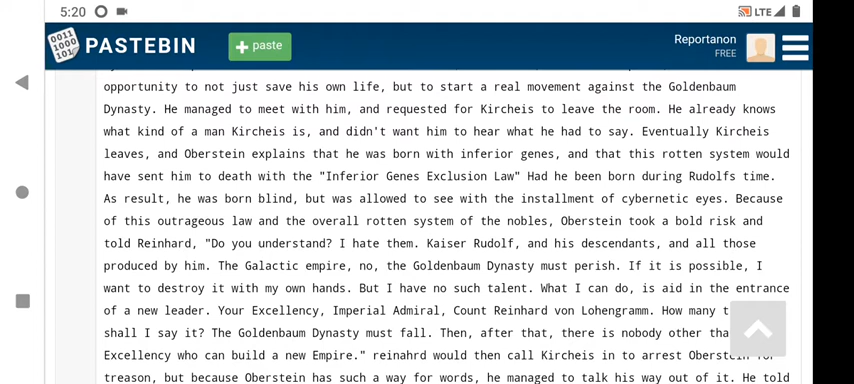 5:20
LTE
0011
1000
101
PASTEBIN
+ paste
Reportanon
FREE
opportunity to not just save his own life, but to start a real movement against the Goldenbaum
Dynasty. He managed to meet with him, and requested for Kircheis to leave the room. He already knows
what kind of a man Kircheis is, and didn't want him to hear what he had to say. Eventually Kircheis
leaves, and Oberstein explains that he was born with inferior genes, and that this rotten system would
have sent him to death with the "Inferior Genes Exclusion Law" Had he been born during Rudolfs time.
As result, he was born blind, but was allowed to see with the installment of cybernetic eyes. Because
of this outrageous law and the overall rotten system of the nobles, Oberstein took a bold risk and
told Reinhard, "Do you understand? I hate them. Kaiser Rudolf, and his descendants, and all those
produced by him. The Galactic empire, no, the Goldenbaum Dynasty must perish. If it is possible, I
want to destroy it with my own hands. But I have no such talent. What I can do, is aid in the entrance
of a new leader. Your Excellency, Imperial Admiral, Count Reinhard von Lohengramm. How many
shall I say it? The Goldenbaum Dynasty must fall. Then, after that, there is nobody other
Excellency who can build a new Empire." reinahrd would then call Kircheis in to arrest Oberstein for
treason, but because Oberstein has such a way for words, he managed to talk his way out of it. He told